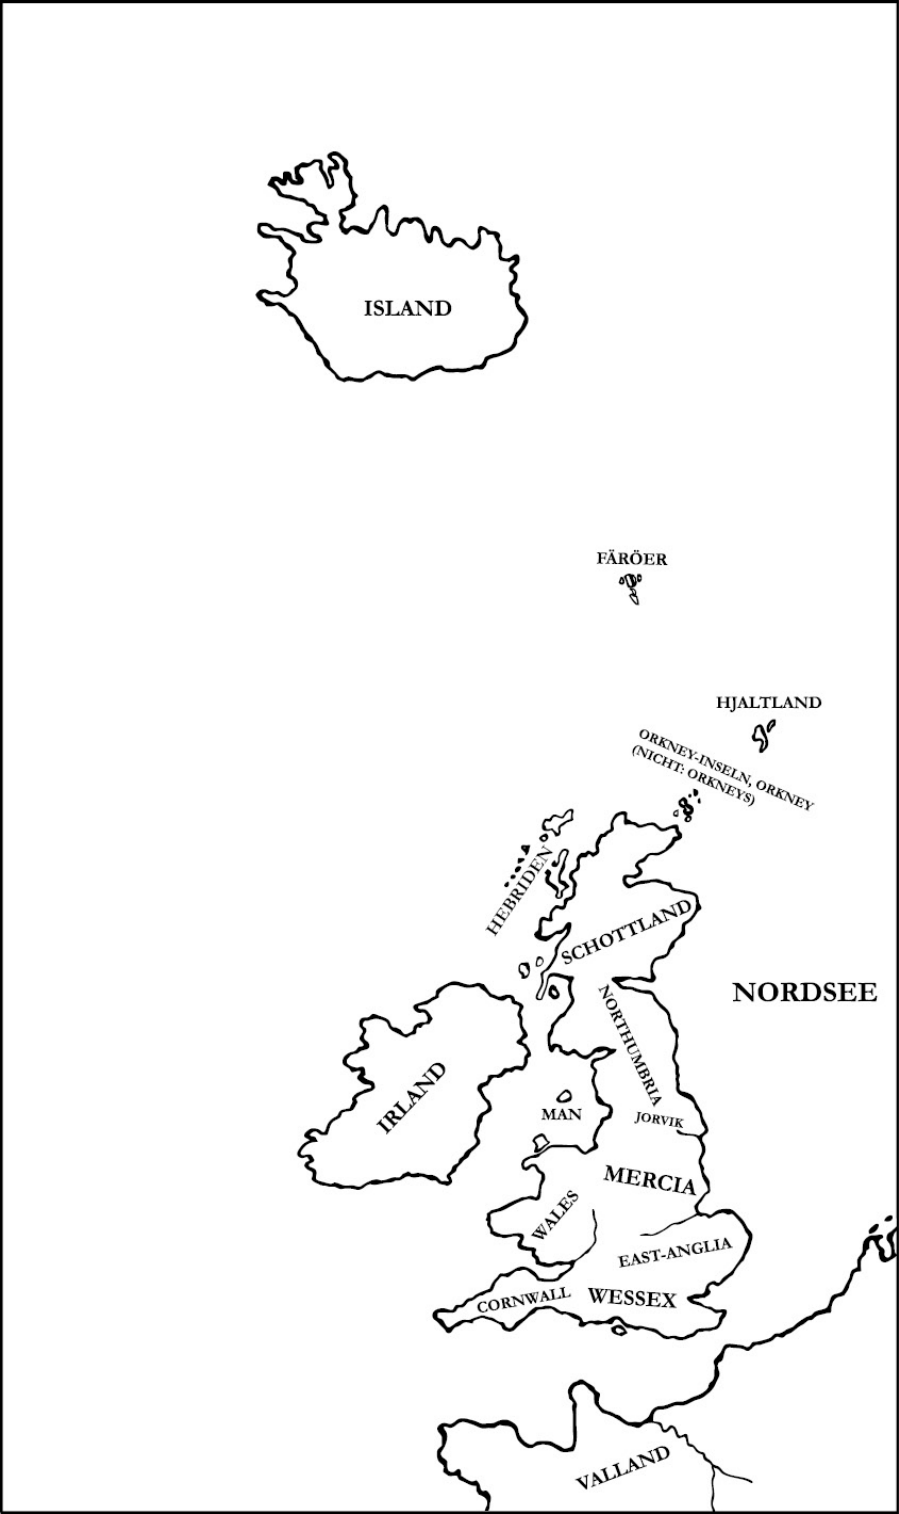 ISLAND
FÄRÖER
HJALTLAND
ORKNEY-INSELN, ORKNEY
(NICHT: ORKNEYS)
HEBRIDEN
SCHOTTLAND
NORDSEE
NORTHUMBRIA
IRLAND
MAN
JORVIK
MERCIA
WALES
EAST-ANGLIA
CORNWALL
WESSEX
VALLAND